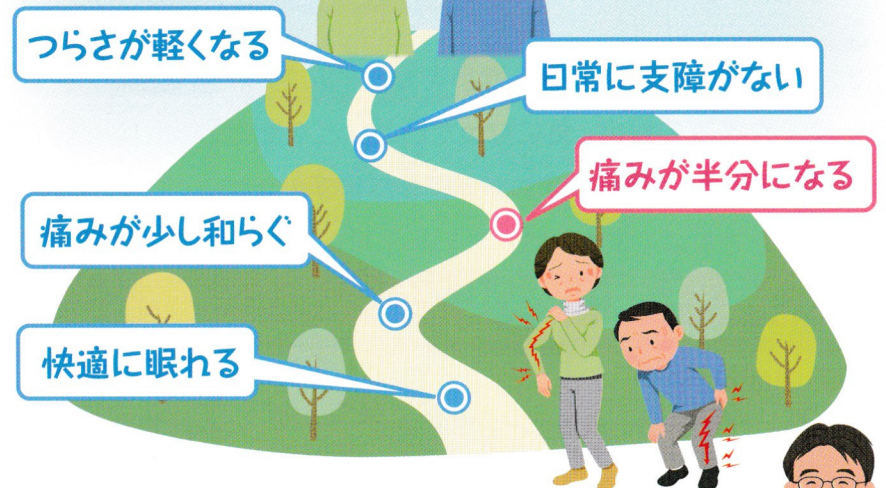 つらさが軽くなる
日常に支障がない
痛みが半分になる
痛みが少し和らぐ
快適に眠れる